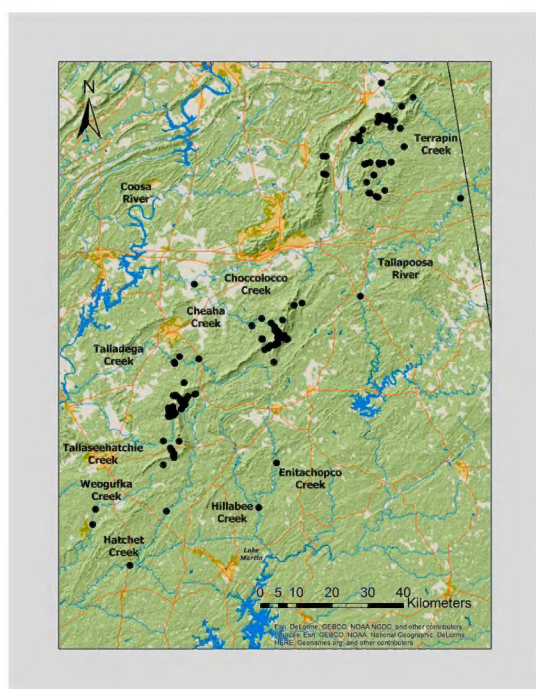 N
Terrapin
Creek
Coosa
River
Tallapoosa
River
Choccolocco
Creek
Cheaha
Creek
Talladega
Creek
Tallaseehatchie
Creek
Enitachopco
Creek
Weogufka
Creek
Hillabee
Creek
Hatchet
Creek
Lake
Martin
0 5 10 20 30 40
Kilometers
Esri, DeLorme, GEBCO, NOAA NGDC, and other contributors
Sources: Esri, GEBCO, NOAA, National Geographic, DeLorme,
HERE, Geonames.org, and other contributors